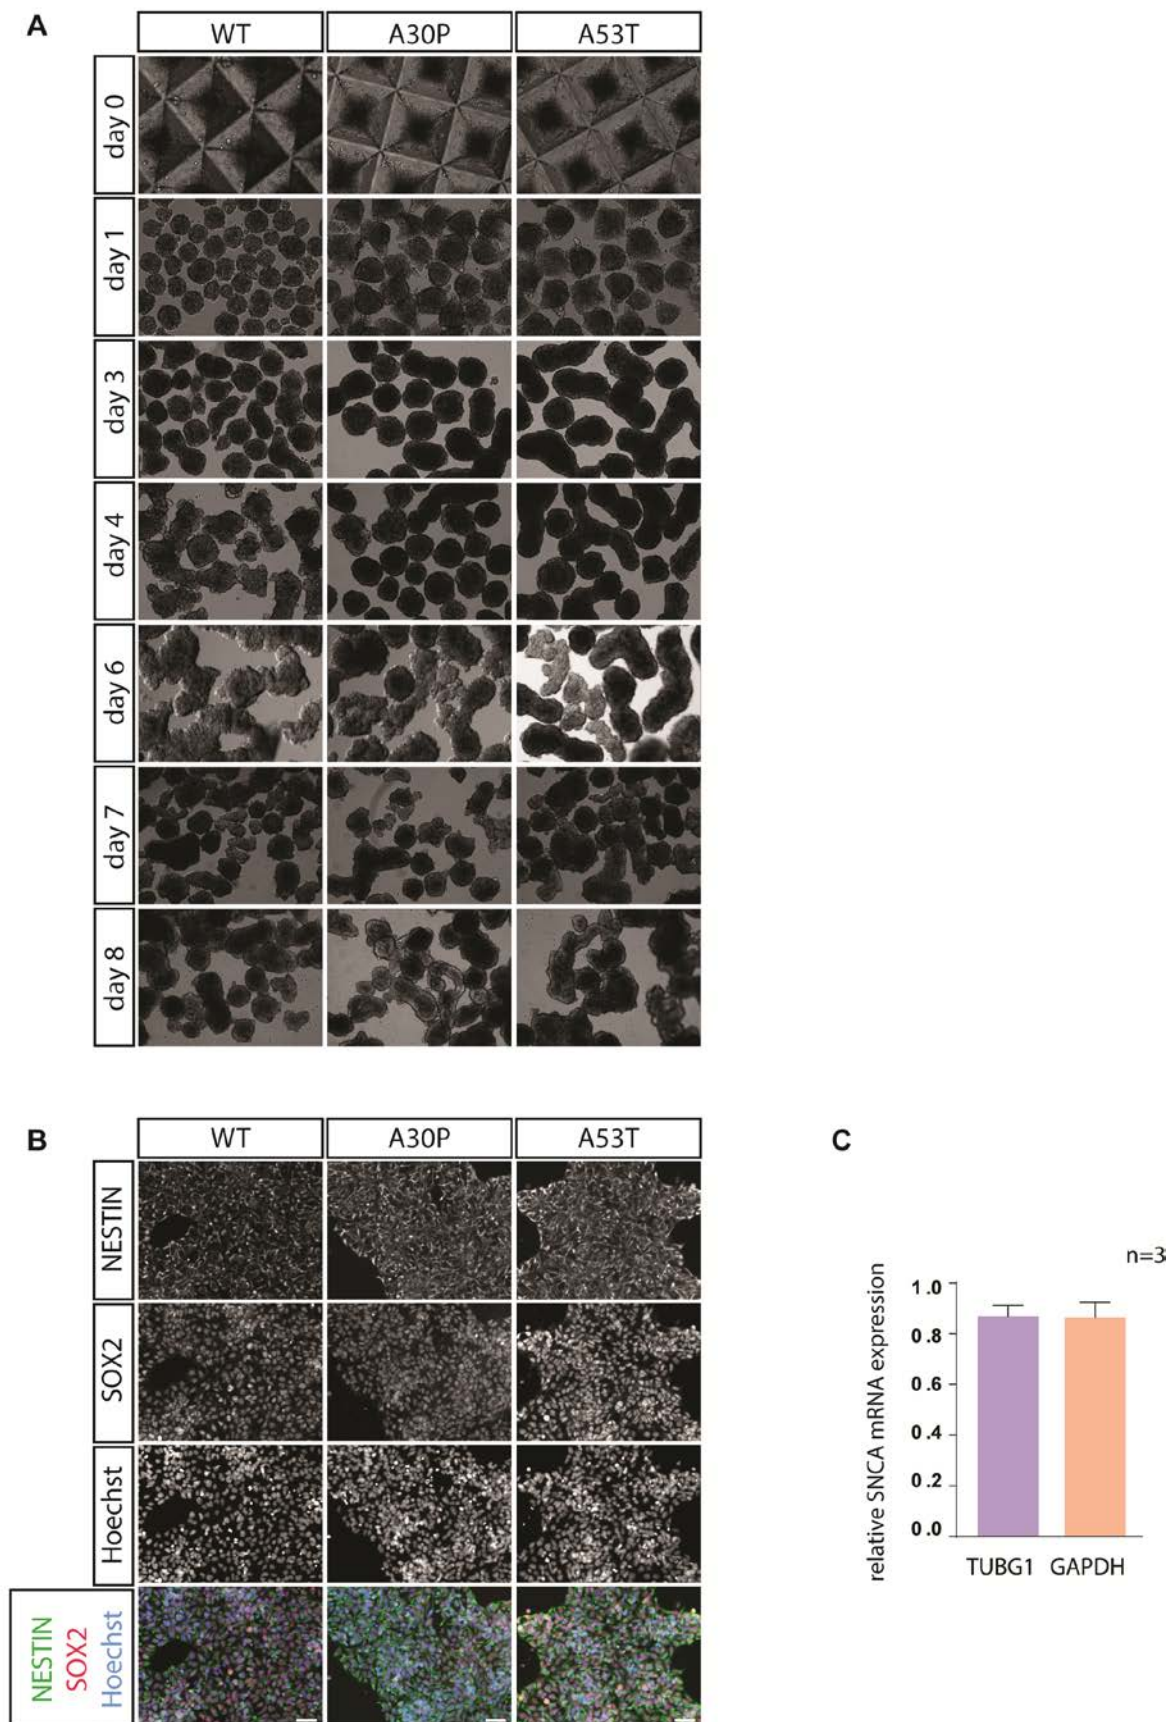 A
WT A30P A53T
day 0
day 1
day 3
day 4
day 6
day 7
day 8
B
WT A30P A53T
NESTIN
SOX2
Hoechst
NESTIN
SOX2
Hoechst
C
n=3
relative SNCA mRNA expression
1.0
0.8
0.6
0.4
0.2
0.0
TUBG1 GAPDH